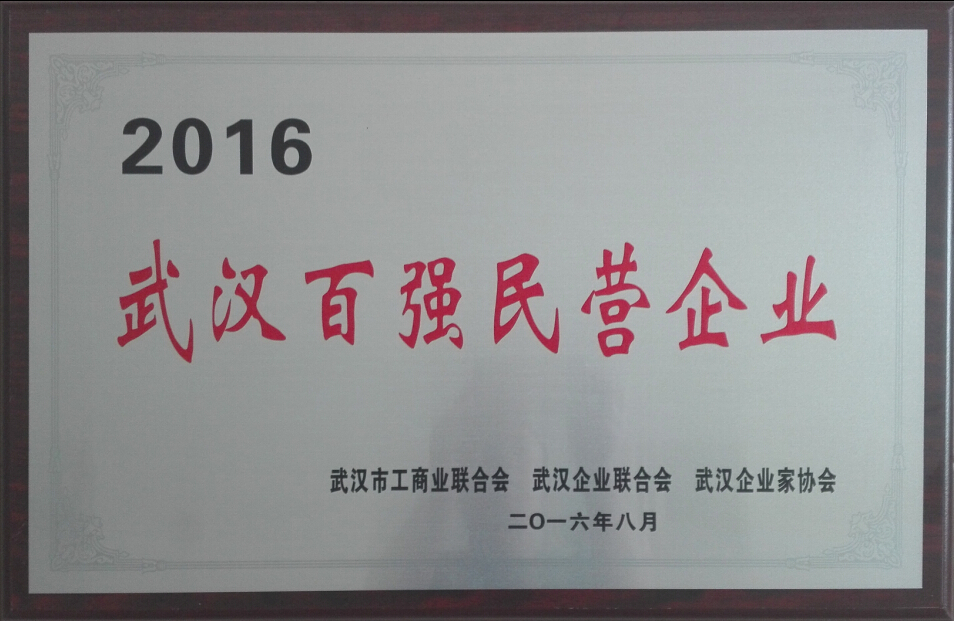 2016
武汉百强民营企业
武汉市工商业联合会 武汉企业联合会 武汉企业家协会
二〇一六年八月